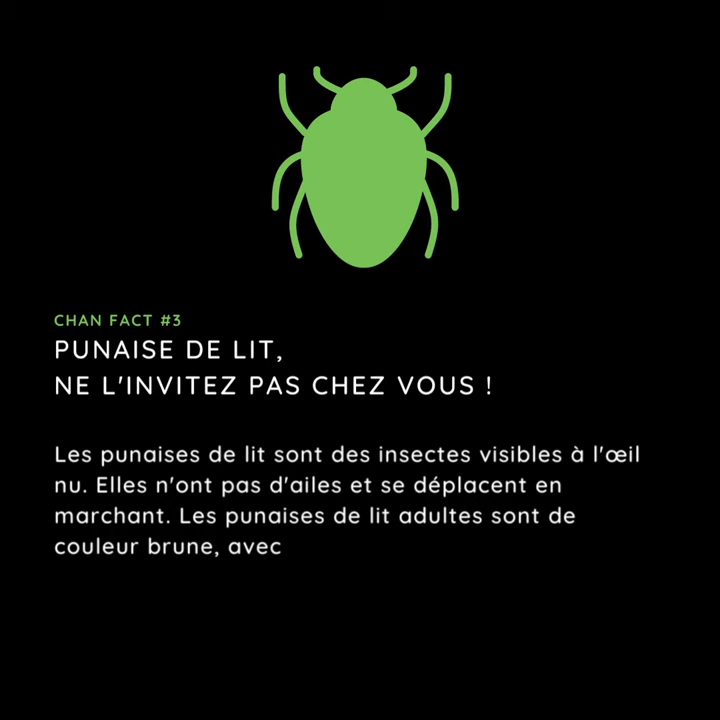 CHAN FACT #3
PUNAISE DE LIT,
NE L'INVITEZ PAS CHEZ VOUS !
Les punaises de lit sont des insectes visibles à l'œil
nu. Elles n'ont pas d'ailes et se déplacent en
marchant. Les punaises de lit adultes sont de
couleur brune, avec